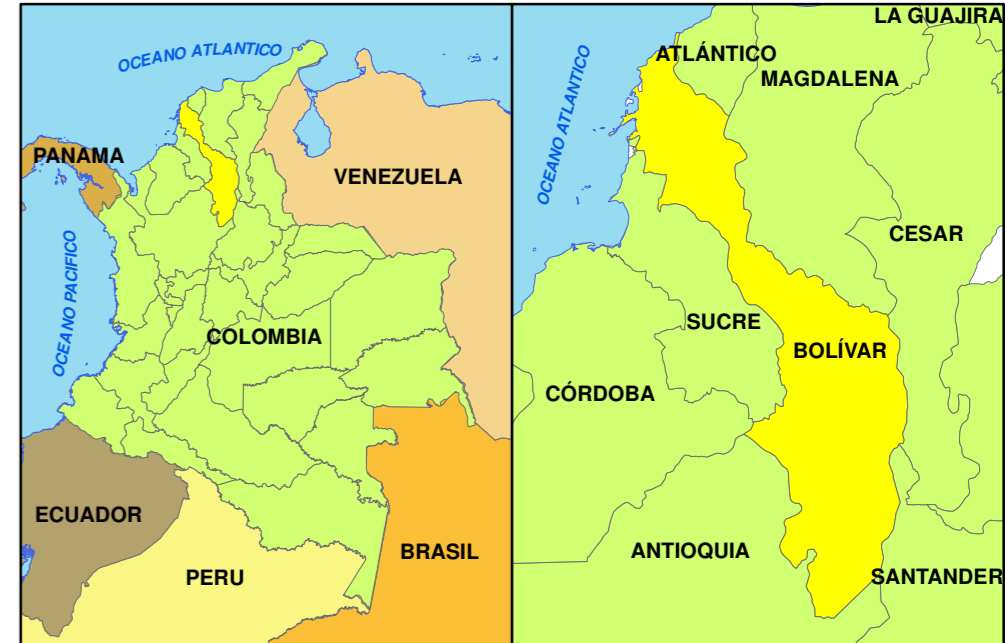 OCEANO ATLANTICO
PANAMA
VENEZUELA
OCEANO PACIFICO
COLOMBIA
ECUADOR
BRASIL
PERU
LA GUAJIRA
ATLÁNTICO
MAGDALENA
OCEANO ATLANTICO
CESAR
SUCRE
BOLÍVAR
CÓRDOBA
ANTIOQUIA
SANTANDER